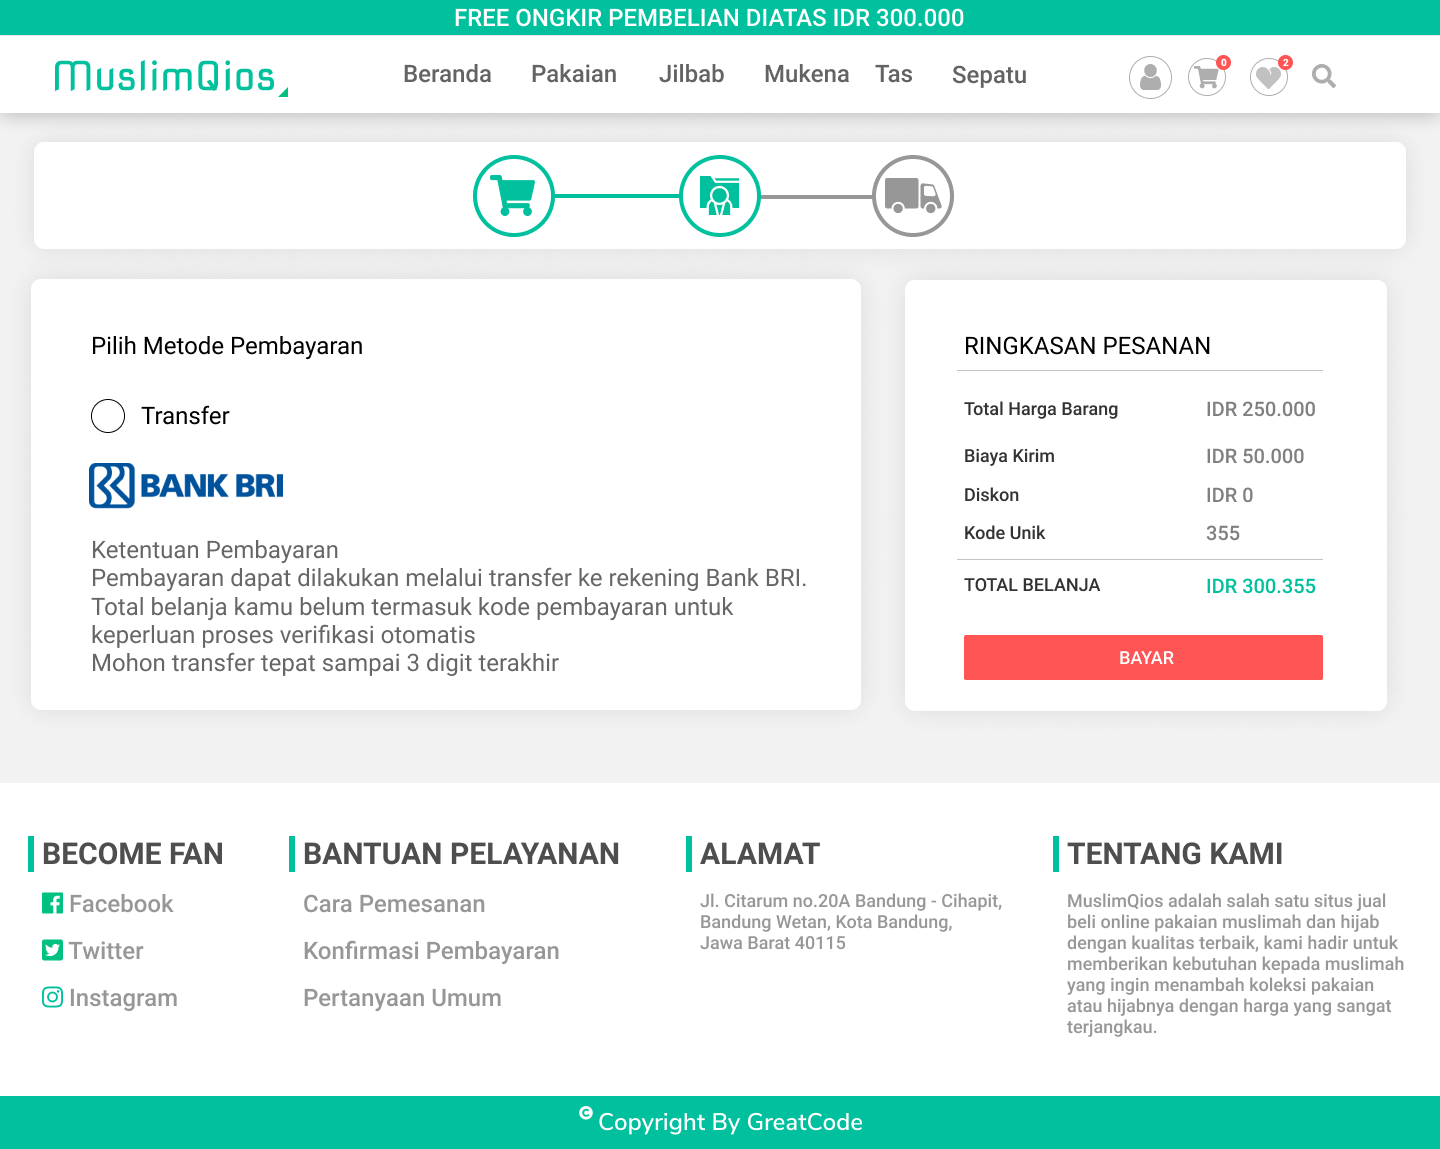 FREE ONGKIR PEMBELIAN DIATAS IDR 300.000
MuslimQios
Beranda
Pakaian
Jilbab
Mukena
Tas
Sepatu
0
2
Pilih Metode Pembayaran
Transfer
BANK BRI
Ketentuan Pembayaran
Pembayaran dapat dilakukan melalui transfer ke rekening Bank BRI.
Total belanja kamu belum termasuk kode pembayaran untuk
keperluan proses verifikasi otomatis
Mohon transfer tepat sampai 3 digit terakhir
RINGKASAN PESANAN
Total Harga Barang IDR 250.000
Biaya Kirim IDR 50.000
Diskon IDR 0
Kode Unik 355
TOTAL BELANJA IDR 300.355
BAYAR
BECOME FAN
Facebook
Twitter
Instagram
BANTUAN PELAYANAN
Cara Pemesanan
Konfirmasi Pembayaran
Pertanyaan Umum
ALAMAT
Jl. Citarum no.20A Bandung - Cihapit,
Bandung Wetan, Kota Bandung,
Jawa Barat 40115
TENTANG KAMI
MuslimQios adalah salah satu situs jual
beli online pakaian muslimah dan hijab
dengan kualitas terbaik, kami hadir untuk
memberikan kebutuhan kepada muslimah
yang ingin menambah koleksi pakaian
atau hijabnya dengan harga yang sangat
terjangkau.
© Copyright By GreatCode